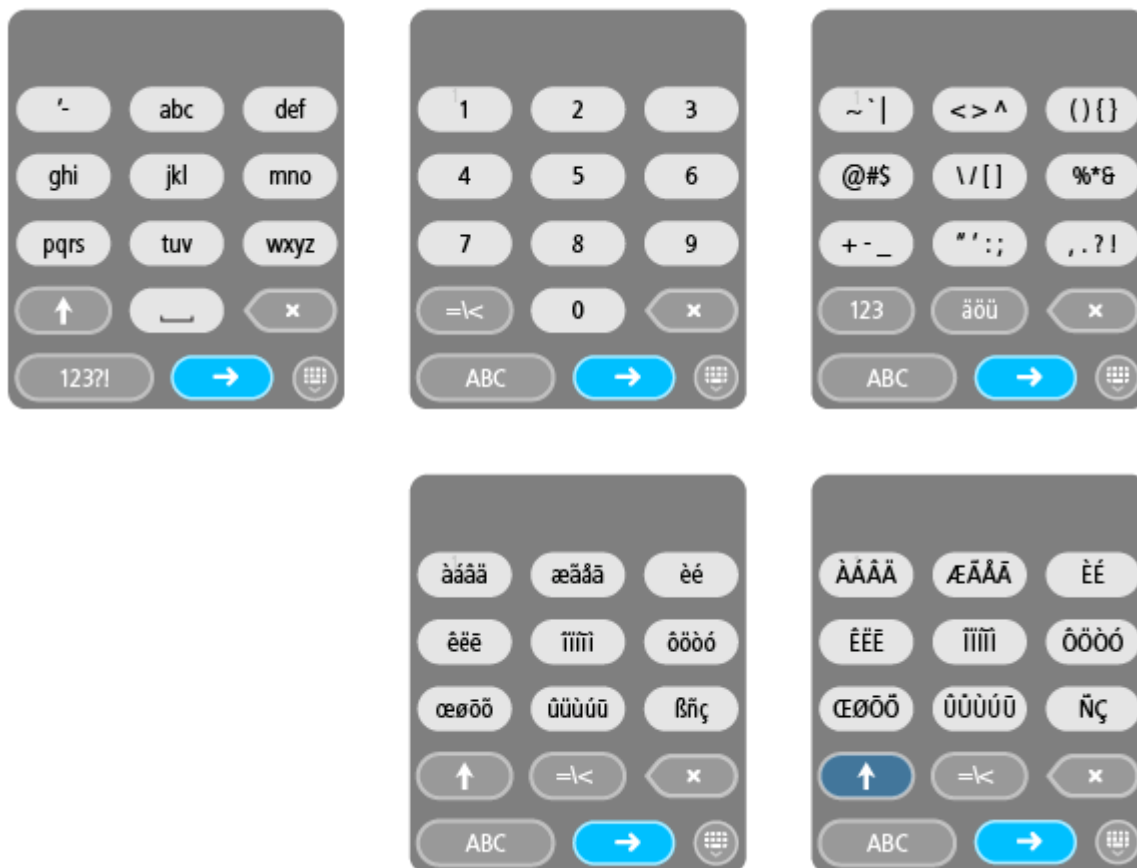 '- abc def
ghi jkl mno
pqrs tuv wxyz
123?!
1 2 3
4 5 6
7 8 9
=\< 0
ABC
~`| <>^ (){}
@#$ \/[] %*&
+-_ "':; ,.?!
123 äöü
ABC
àáâä æãåā èé
êëē îïĩì ôöòó
œøōõ ûüùúū ßñç
=\<
ABC
ÀÁÂÄ ÆÃÅĀ ÈÉ
ÊËĒ ÎÏĨÌ ÔÖÒÓ
ŒØŌÕ ÛÜÙÚŪ ÑÇ
=\<
ABC